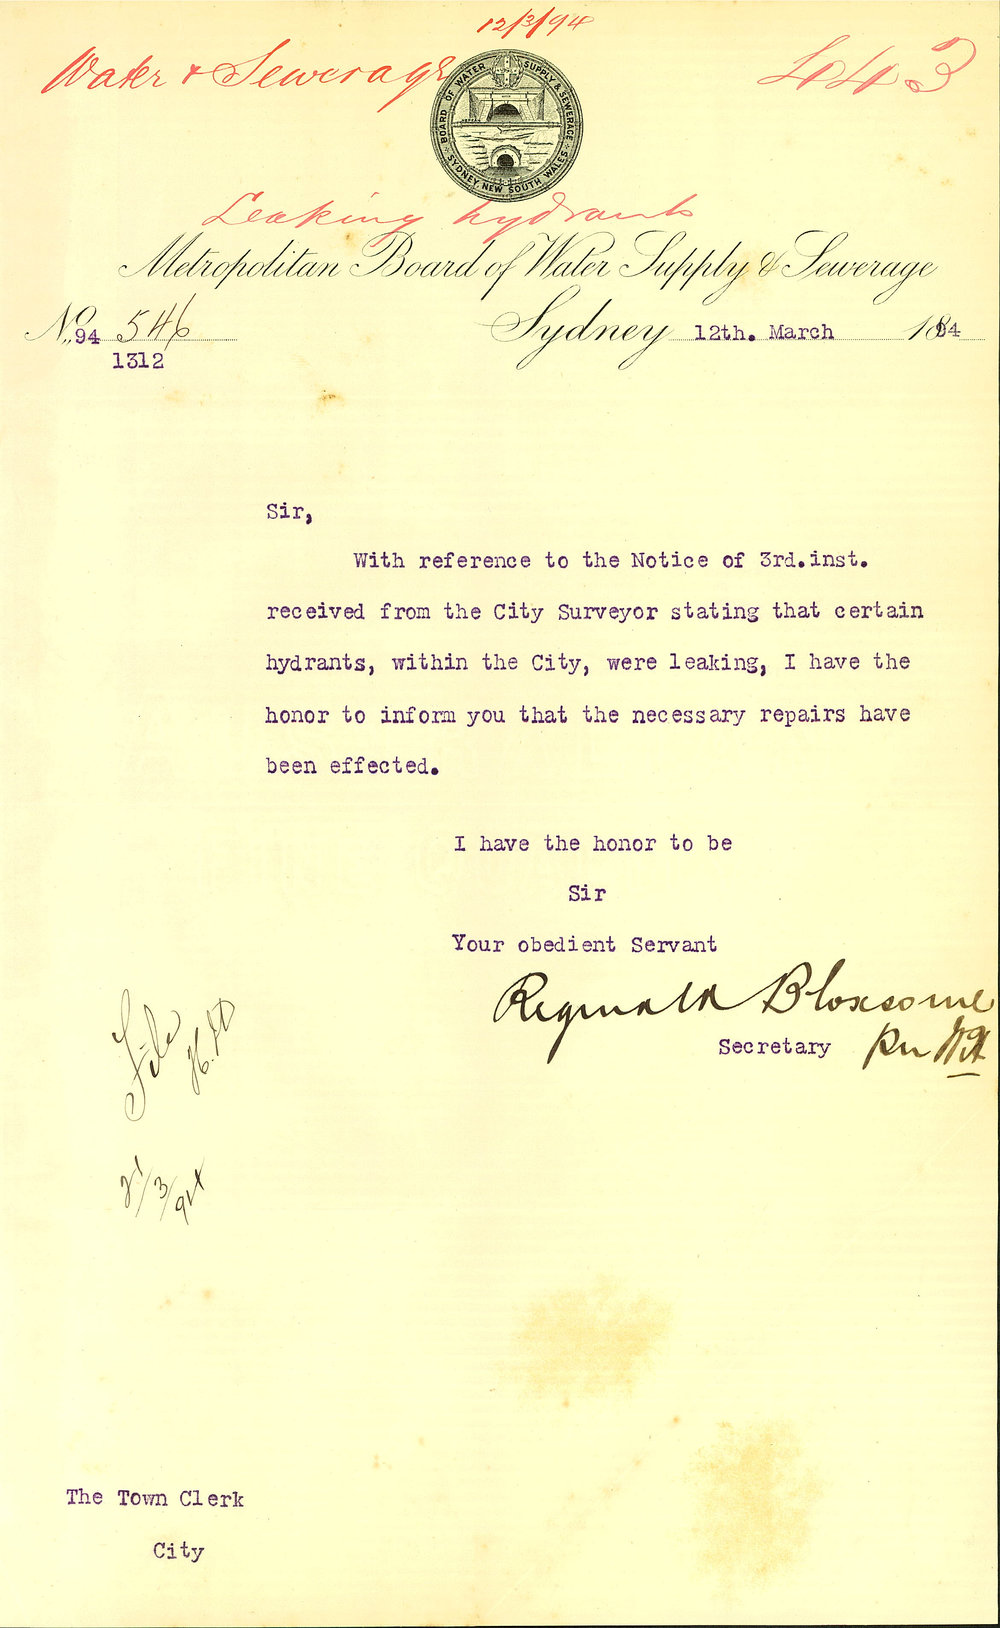 12/3/94
Water & Sewerage
443
BOARD OF WATER SUPPLY & SEWERAGE
SYDNEY, NEW SOUTH WALES
Leaking hydrants
Metropolitan Board of Water Supply & Sewerage
No. 94 546 Sydney 12th. March 1894
1312
Sir,
With reference to the Notice of 3rd.inst.
received from the City Surveyor stating that certain
hydrants, within the City, were leaking, I have the
honor to inform you that the necessary repairs have
been effected.
I have the honor to be
Sir
Your obedient Servant
Reginald Bloxsome
Secretary
File
21/3/94
The Town Clerk
City